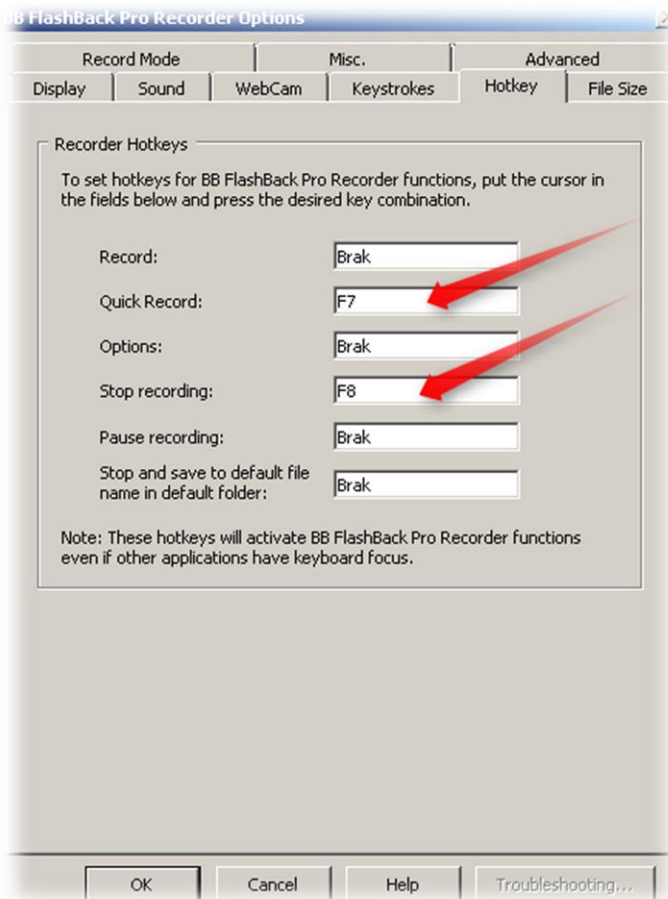 BB FlashBack Pro Recorder Options
Record Mode Misc. Advanced
Display Sound WebCam Keystrokes Hotkey File Size
Recorder Hotkeys
To set hotkeys for BB FlashBack Pro Recorder functions, put the cursor in
the fields below and press the desired key combination.
Record: Brak
Quick Record: F7
Options: Brak
Stop recording: F8
Pause recording: Brak
Stop and save to default file
name in default folder: Brak
Note: These hotkeys will activate BB FlashBack Pro Recorder functions
even if other applications have keyboard focus.
OK Cancel Help Troubleshooting...